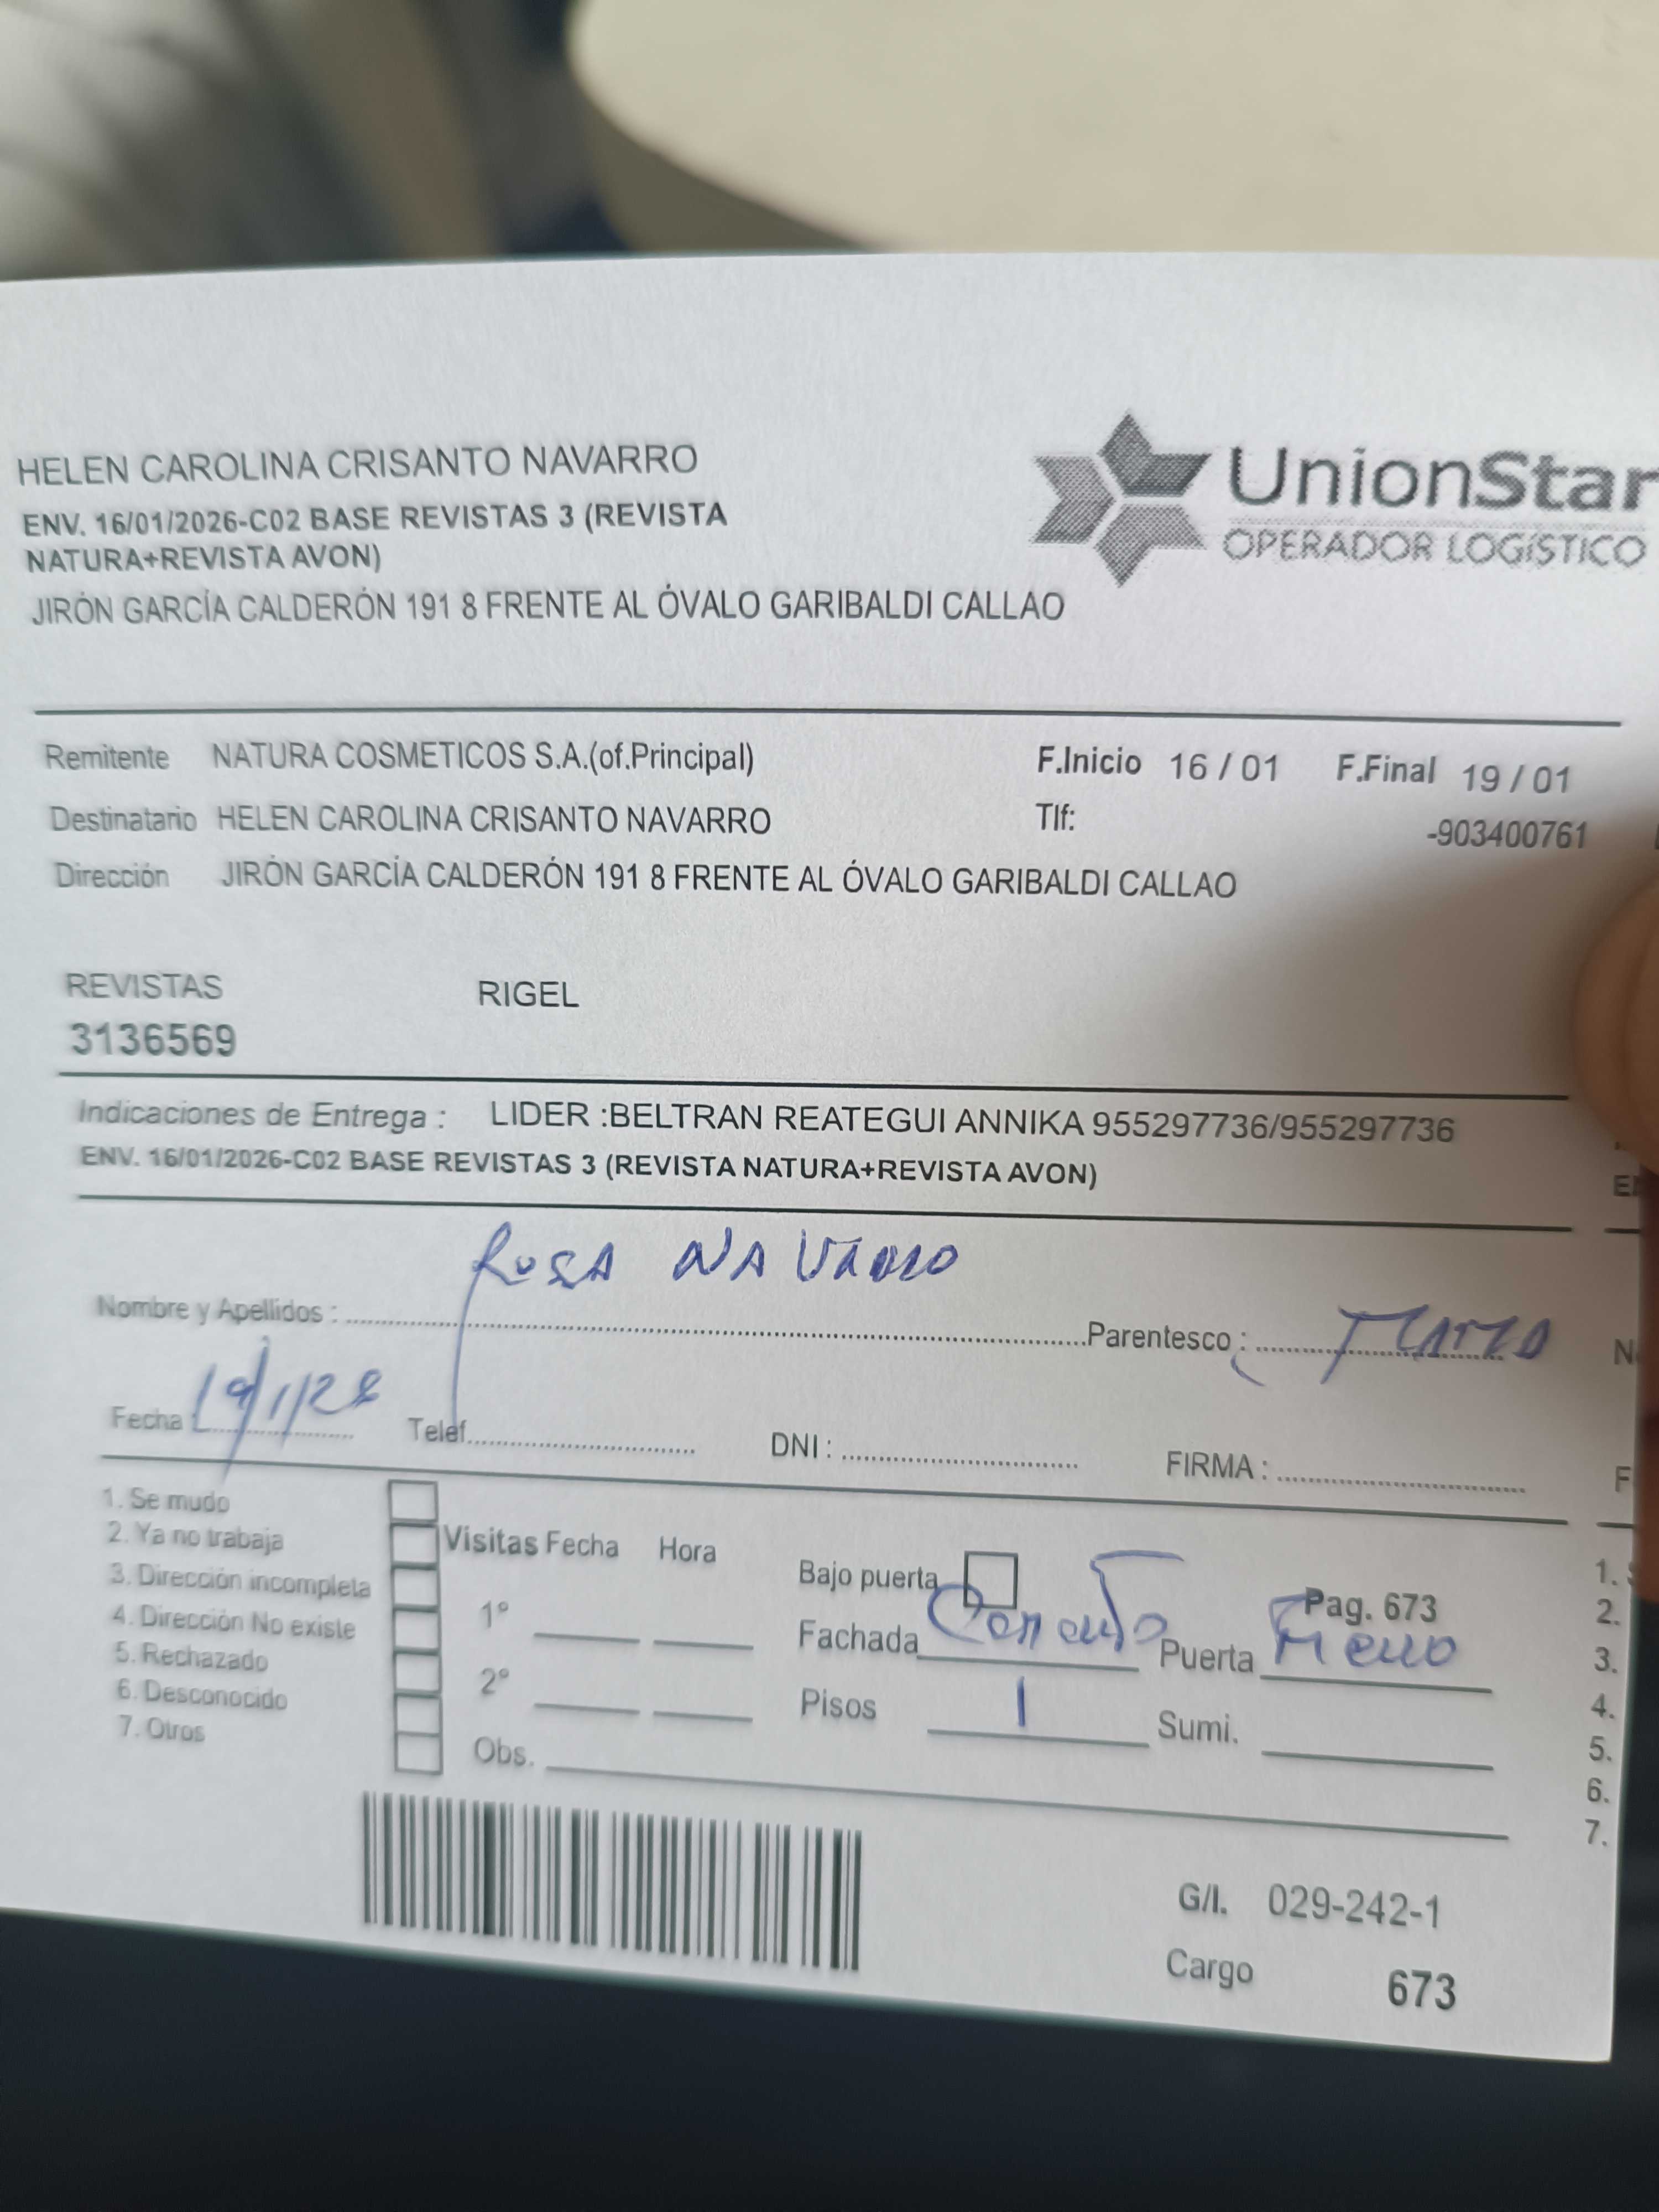 HELEN CAROLINA CRISANTO NAVARRO
ENV. 16/01/2026-C02 BASE REVISTAS 3 (REVISTA
NATURA+REVISTA AVON)
JIRÓN GARCÍA CALDERÓN 191 8 FRENTE AL ÓVALO GARIBALDI CALLAO
UnionStar
OPERADOR LOGÍSTICO
Remitente NATURA COSMETICOS S.A.(of.Principal) F.Inicio 16 / 01 F.Final 19 / 01
Destinatario HELEN CAROLINA CRISANTO NAVARRO Tlf: -903400761
Dirección JIRÓN GARCÍA CALDERÓN 191 8 FRENTE AL ÓVALO GARIBALDI CALLAO
REVISTAS RIGEL
3136569
Indicaciones de Entrega : LIDER :BELTRAN REATEGUI ANNIKA 955297736/955297736
ENV. 16/01/2026-C02 BASE REVISTAS 3 (REVISTA NATURA+REVISTA AVON)
Nombre y Apellidos : ROSA NAVARRO Parentesco :
Fecha : Telef. DNI : FIRMA :
1. Se mudo
2. Ya no trabaja
3. Dirección incompleta
4. Dirección No existe
5. Rechazado
6. Desconocido
7. Otros
Visitas Fecha Hora
1°
2°
Obs.
Bajo puerta Pag. 673
Fachada Puerta
Pisos 1 Sumi.
G/I. 029-242-1
Cargo 673
1.
2.
3.
4.
5.
6.
7.